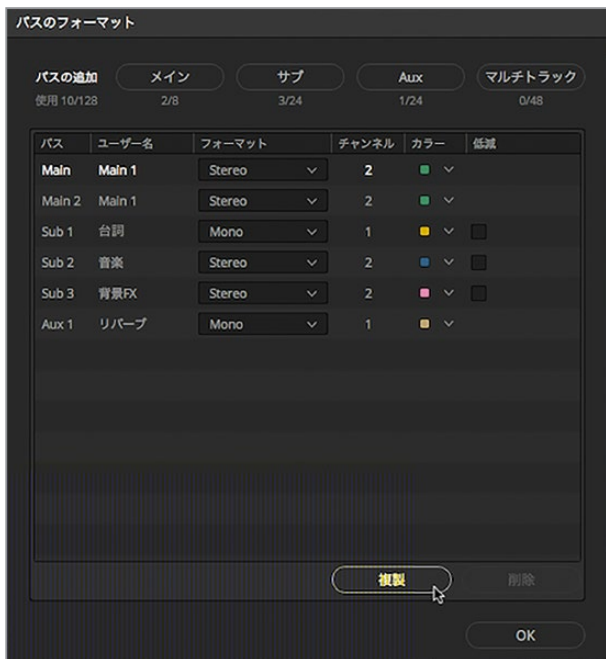 バスのフォーマット
バスの追加 メイン サブ Aux マルチトラック
使用 10/128 2/8 3/24 1/24 0/48
バス ユーザー名 フォーマット チャンネル カラー 低減
Main Main 1 Stereo 2
Main 2 Main 1 Stereo 2
Sub 1 台詞 Mono 1
Sub 2 音楽 Stereo 2
Sub 3 背景FX Stereo 2
Aux 1 リバーブ Mono 1
複製 削除
OK